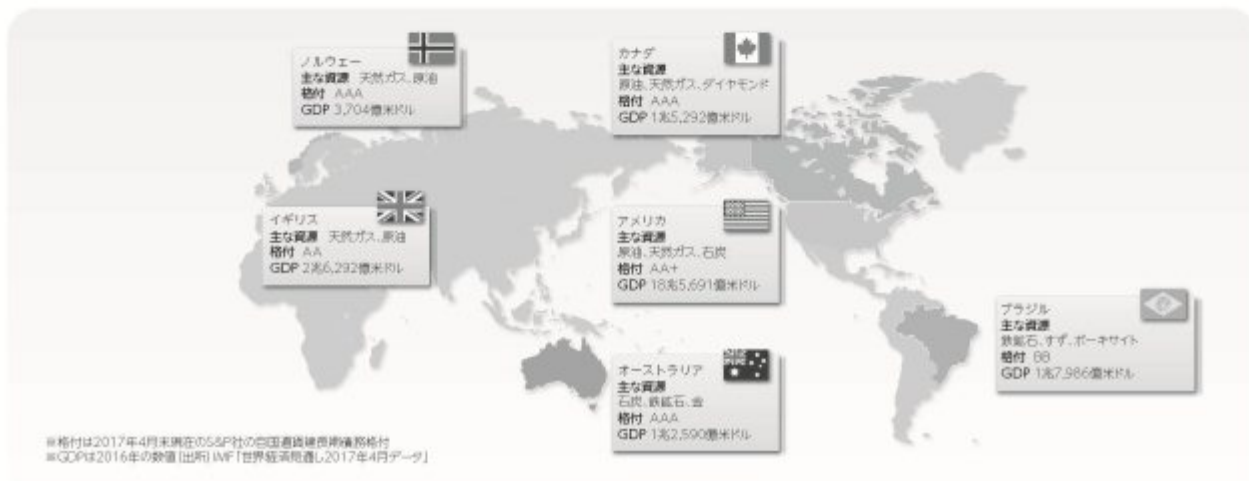 ノルウェー
主な資源 天然ガス、原油
格付 AAA
GDP 3,704億米ドル
カナダ
主な資源
原油、天然ガス、ダイヤモンド
格付 AAA
GDP 1兆5,292億米ドル
イギリス
主な資源 天然ガス、原油
格付 AA
GDP 2兆6,292億米ドル
アメリカ
主な資源
原油、天然ガス、石炭
格付 AA+
GDP 18兆5,691億米ドル
ブラジル
主な資源
鉄鉱石、すず、ボーキサイト
格付 BB
GDP 1兆7,986億米ドル
オーストラリア
主な資源
石炭、鉄鉱石、金
格付 AAA
GDP 1兆2,590億米ドル
※格付は2017年4月末現在のS&P社の自国通貨建長期債務格付
※GDPは2016年の数値 [出所] IMF「世界経済見通し2017年4月データ」